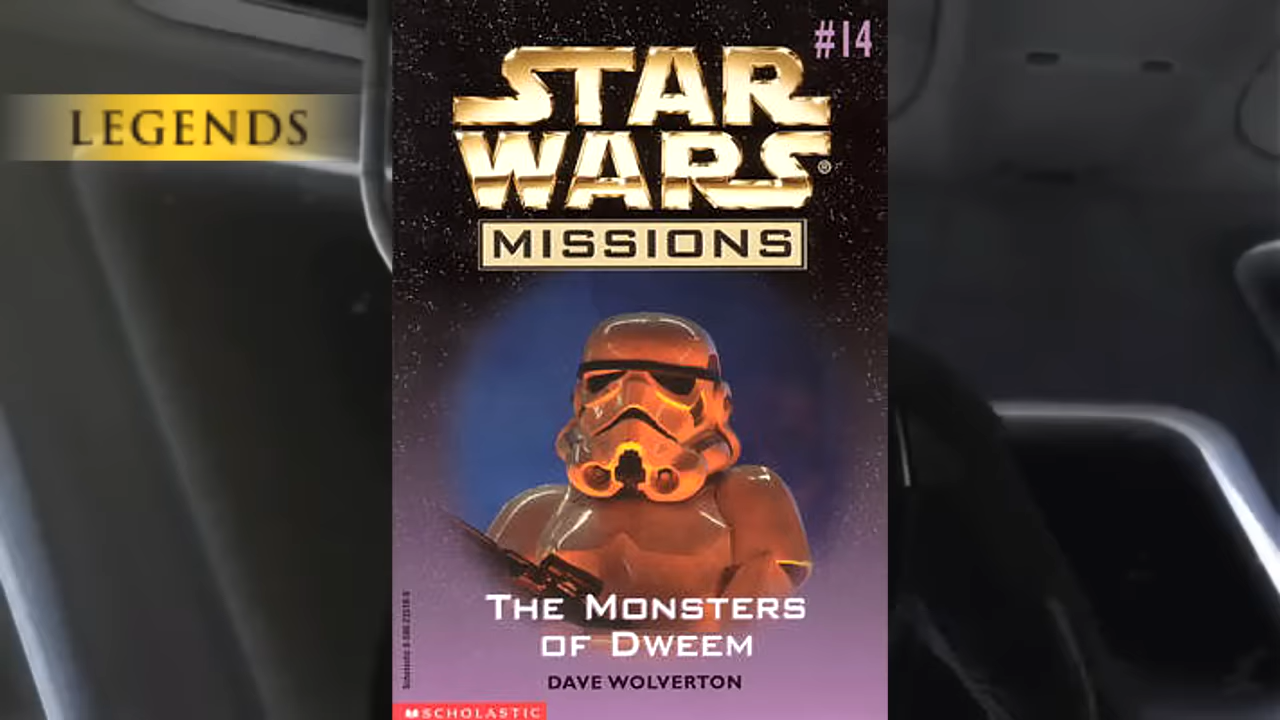 #14
LEGENDS
STAR
WARS®
MISSIONS
THE MONSTERS
OF DWEEM
DAVE WOLVERTON
SCHOLASTIC